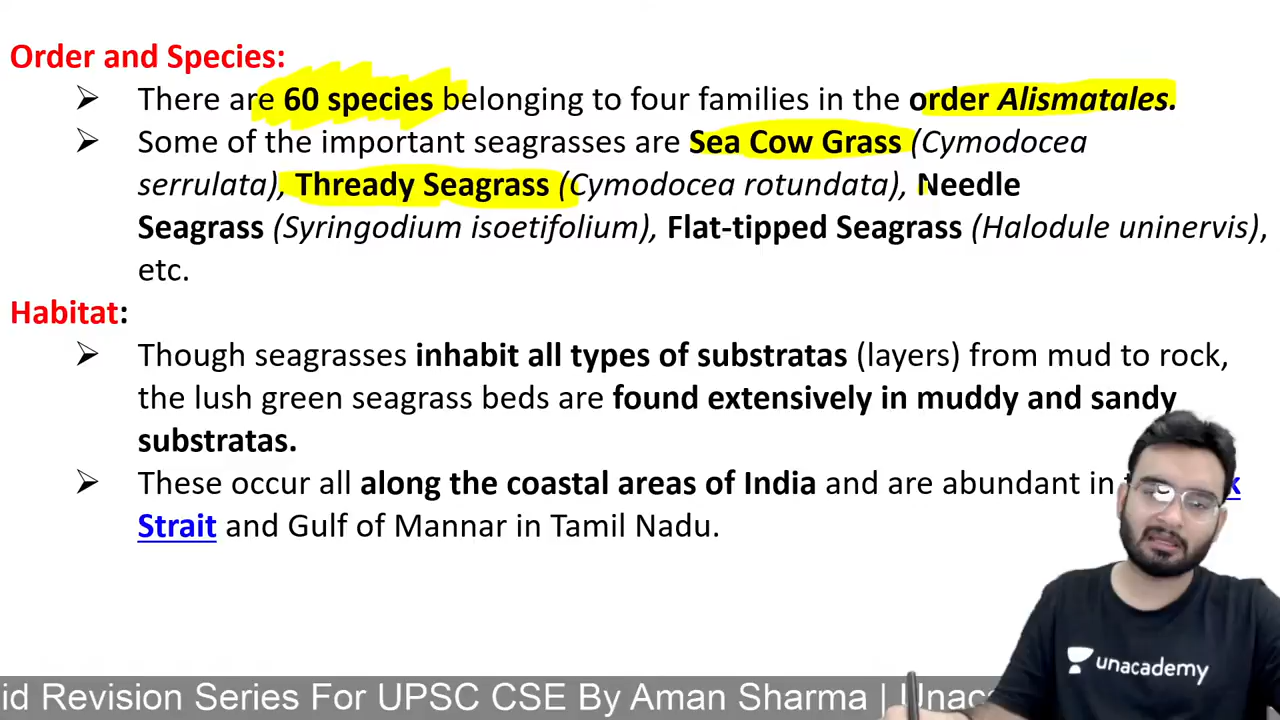 Order and Species:
➢ There are 60 species belonging to four families in the order Alismatales.
➢ Some of the important seagrasses are Sea Cow Grass (Cymodocea
serrulata), Thready Seagrass (Cymodocea rotundata), Needle
Seagrass (Syringodium isoetifolium), Flat-tipped Seagrass (Halodule uninervis),
etc.
Habitat:
➢ Though seagrasses inhabit all types of substratas (layers) from mud to rock,
the lush green seagrass beds are found extensively in muddy and sandy
substratas.
➢ These occur all along the coastal areas of India and are abundant in
Strait and Gulf of Mannar in Tamil Nadu.
unacademy
id Revision Series For UPSC CSE By Aman Sharma |